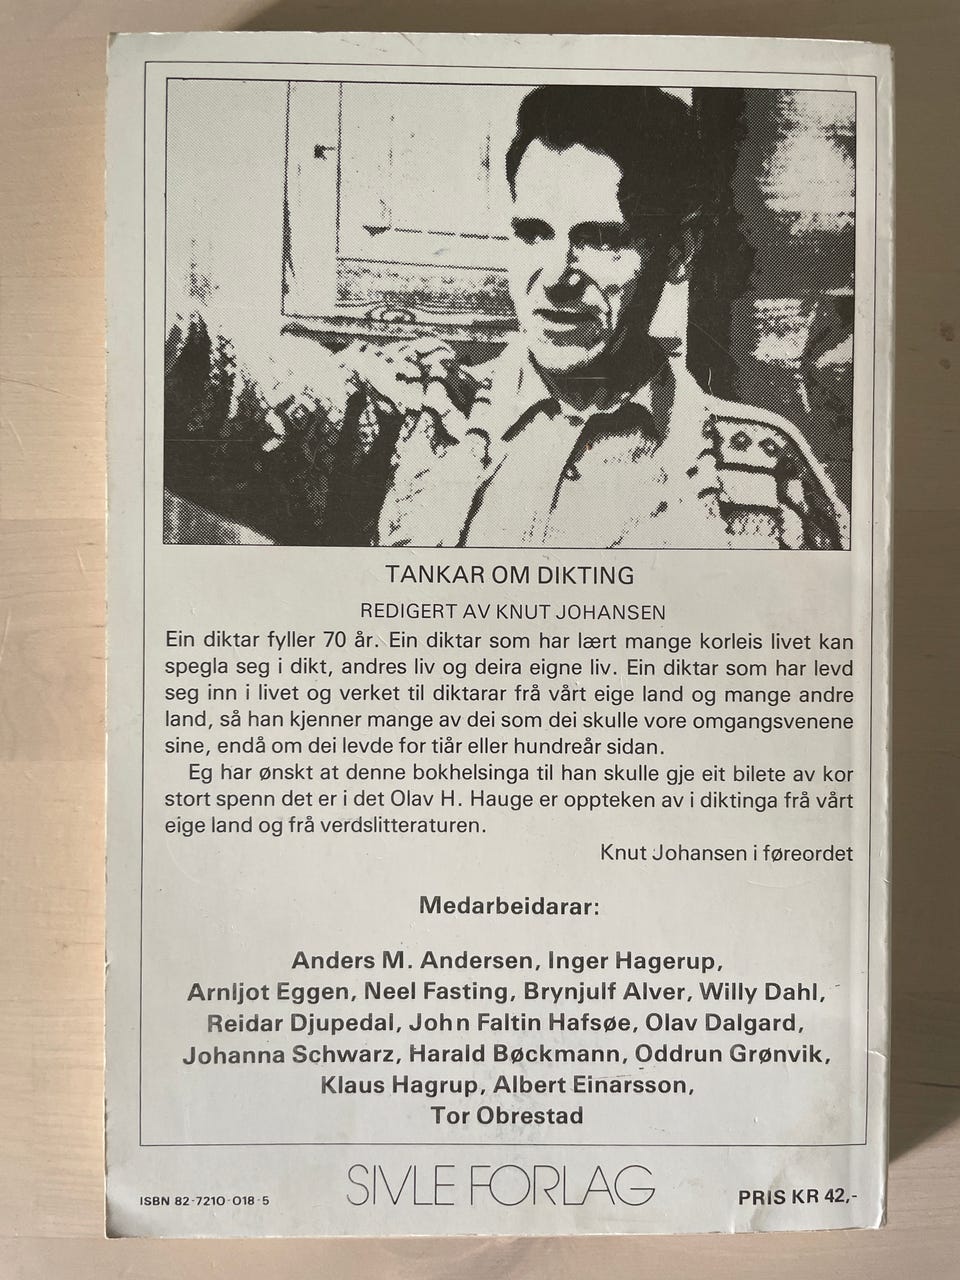 TANKAR OM DIKTING
REDIGERT AV KNUT JOHANSEN
Ein diktar fyller 70 år. Ein diktar som har lært mange korleis livet kan
spegla seg i dikt, andres liv og deira eigne liv. Ein diktar som har levd
seg inn i livet og verket til diktarar frå vårt eige land og mange andre
land, så han kjenner mange av dei som dei skulle vore omgangsvenene
sine, endå om dei levde for tiår eller hundreår sidan.
Eg har ønskt at denne bokhelsinga til han skulle gje eit bilete av kor
stort spenn det er i det Olav H. Hauge er oppteken av i diktinga frå vårt
eige land og frå verdslitteraturen.
Knut Johansen i føreordet
Medarbeidarar:
Anders M. Andersen, Inger Hagerup,
Arnljot Eggen, Neel Fasting, Brynjulf Alver, Willy Dahl,
Reidar Djupedal, John Faltin Hafsøe, Olav Dalgard,
Johanna Schwarz, Harald Bøckmann, Oddrun Grønvik,
Klaus Hagrup, Albert Einarsson,
Tor Obrestad
SIVLE FORLAG
ISBN 82-7210-018-5
PRIS KR 42,-